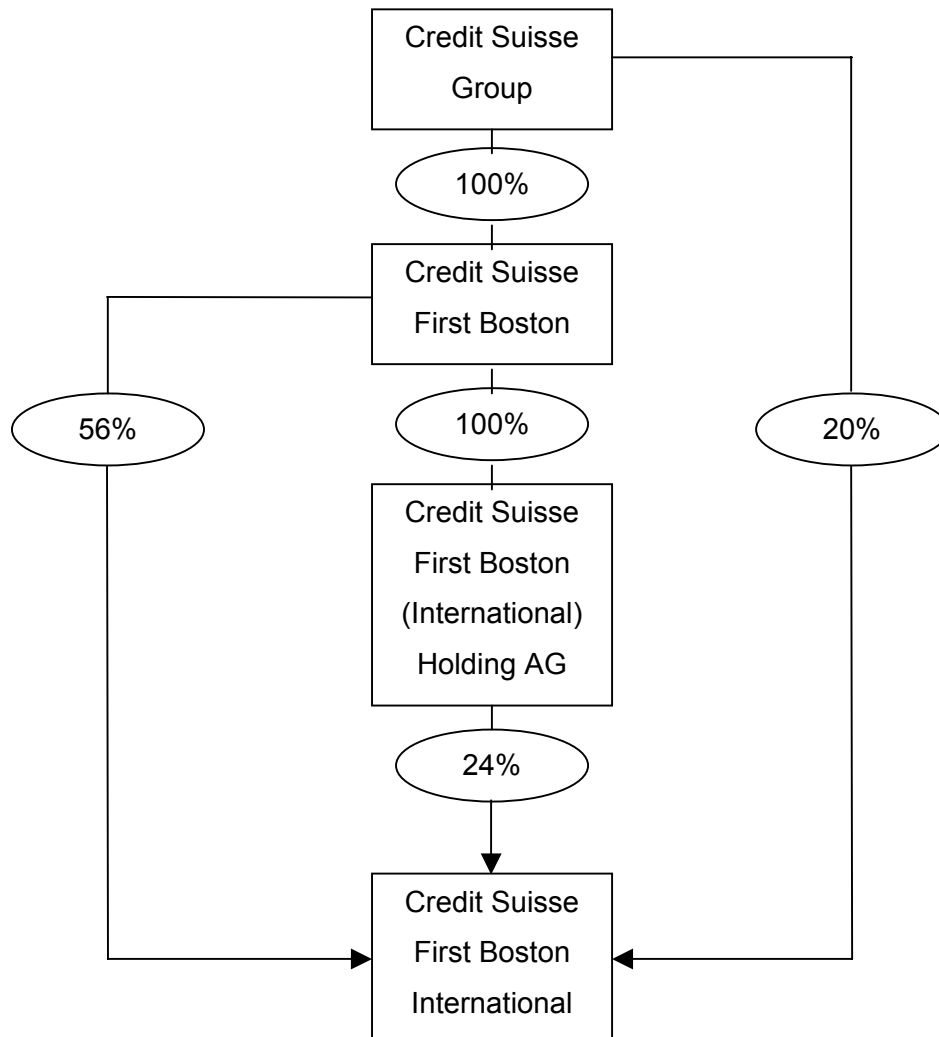 Credit Suisse
Group
100%
Credit Suisse
First Boston
56%
100%
20%
Credit Suisse
First Boston
(International)
Holding AG
24%
Credit Suisse
First Boston
International